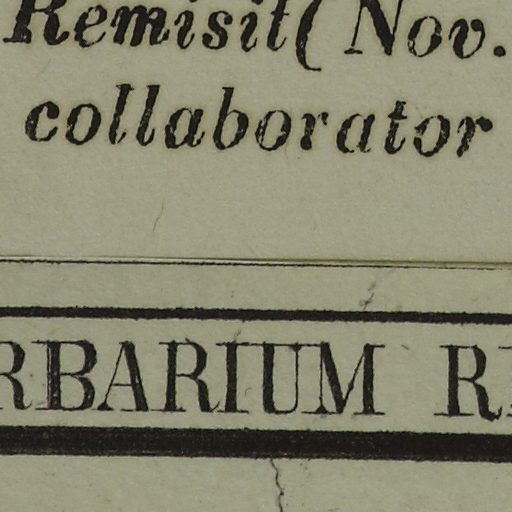 Remisit (Nov.
collaborator
RBARIUM R